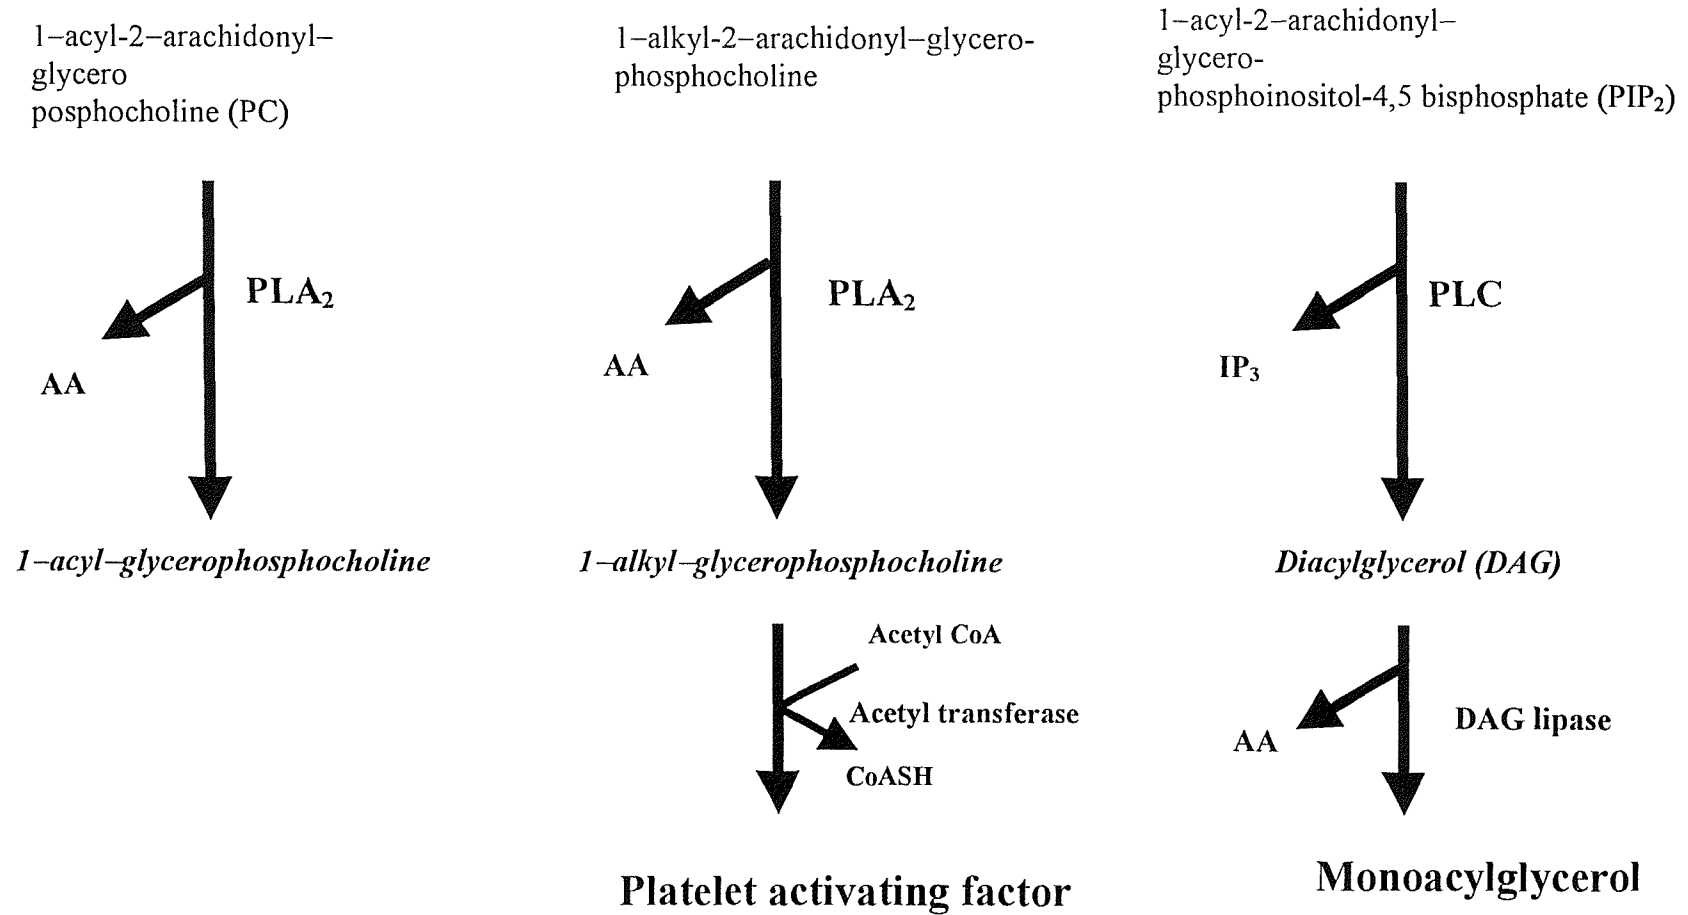 1–acyl-2–arachidonyl–
glycero
posphocholine (PC)
1–alkyl-2–arachidonyl–glycero-
phosphocholine
1–acyl-2–arachidonyl–
glycero-
phosphoinositol-4,5 bisphosphate (PIP₂)
PLA₂
AA
PLA₂
AA
PLC
IP₃
1–acyl–glycerophosphocholine
1–alkyl–glycerophosphocholine
Diacylglycerol (DAG)
Acetyl CoA
Acetyl transferase
CoASH
DAG lipase
AA
Platelet activating factor
Monoacylglycerol